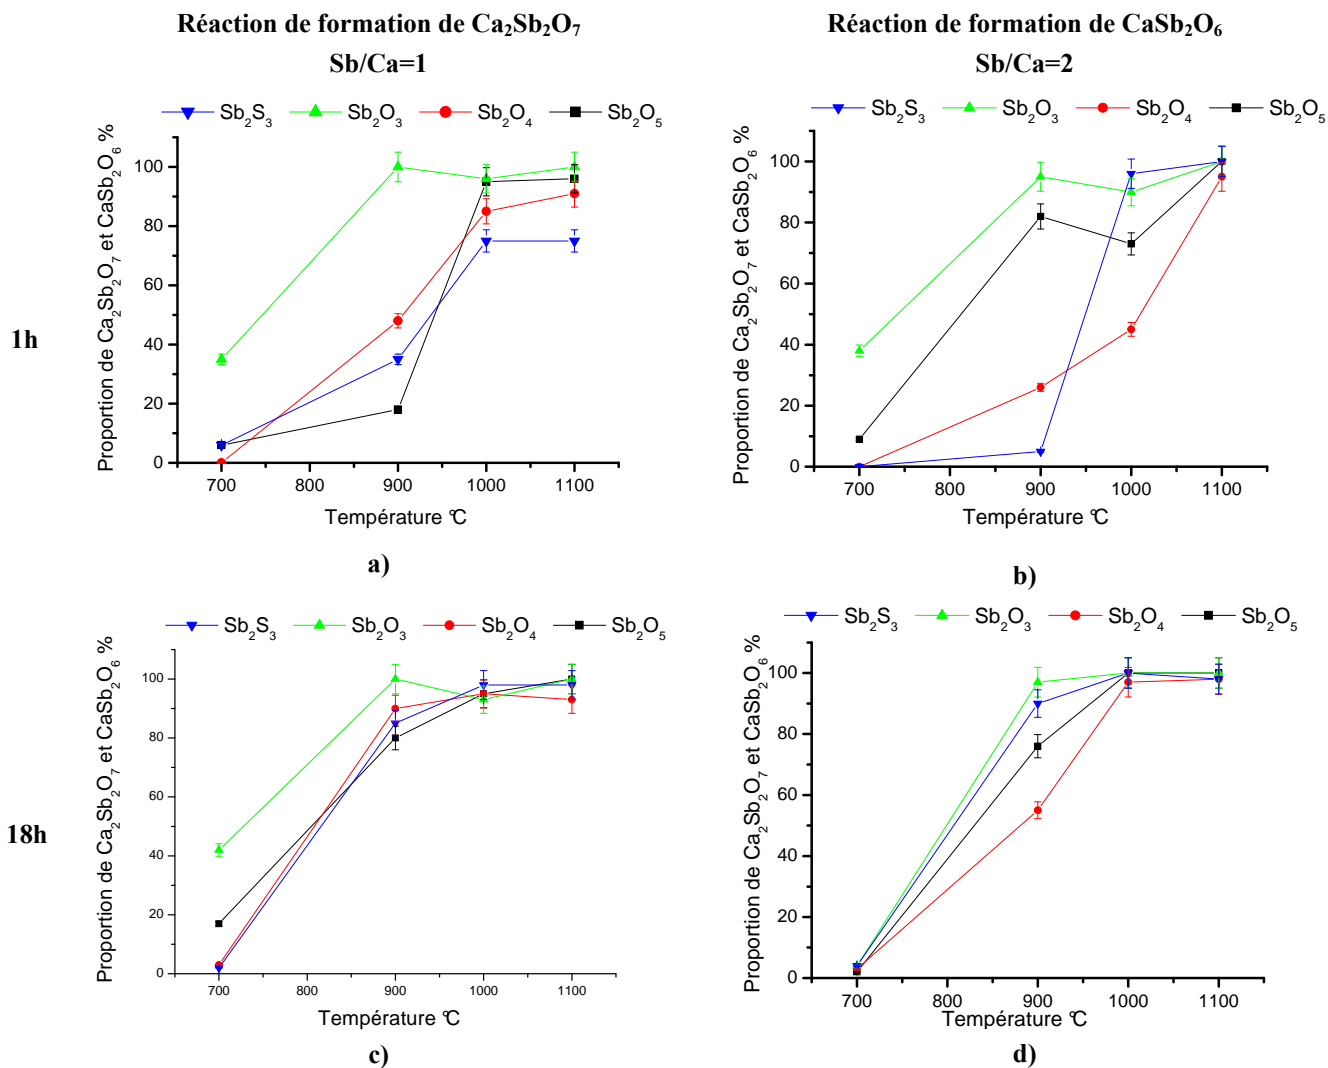 Réaction de formation de Ca₂Sb₂O₇
Sb/Ca=1
Réaction de formation de CaSb₂O₆
Sb/Ca=2
1h
Sb₂S₃ Sb₂O₃ Sb₂O₄ Sb₂O₅
Proportion de Ca₂Sb₂O₇ et CaSb₂O₆ %
100
80
60
40
20
0
700 800 900 1000 1100
Température °C
a)
Sb₂S₃ Sb₂O₃ Sb₂O₄ Sb₂O₅
Proportion de Ca₂Sb₂O₇ et CaSb₂O₆ %
100
80
60
40
20
0
700 800 900 1000 1100
Température °C
b)
18h
Sb₂S₃ Sb₂O₃ Sb₂O₄ Sb₂O₅
Proportion de Ca₂Sb₂O₇ et CaSb₂O₆ %
100
80
60
40
20
0
700 800 900 1000 1100
Température °C
c)
Sb₂S₃ Sb₂O₃ Sb₂O₄ Sb₂O₅
Proportion de Ca₂Sb₂O₇ et CaSb₂O₆ %
100
80
60
40
20
0
700 800 900 1000 1100
Température °C
d)